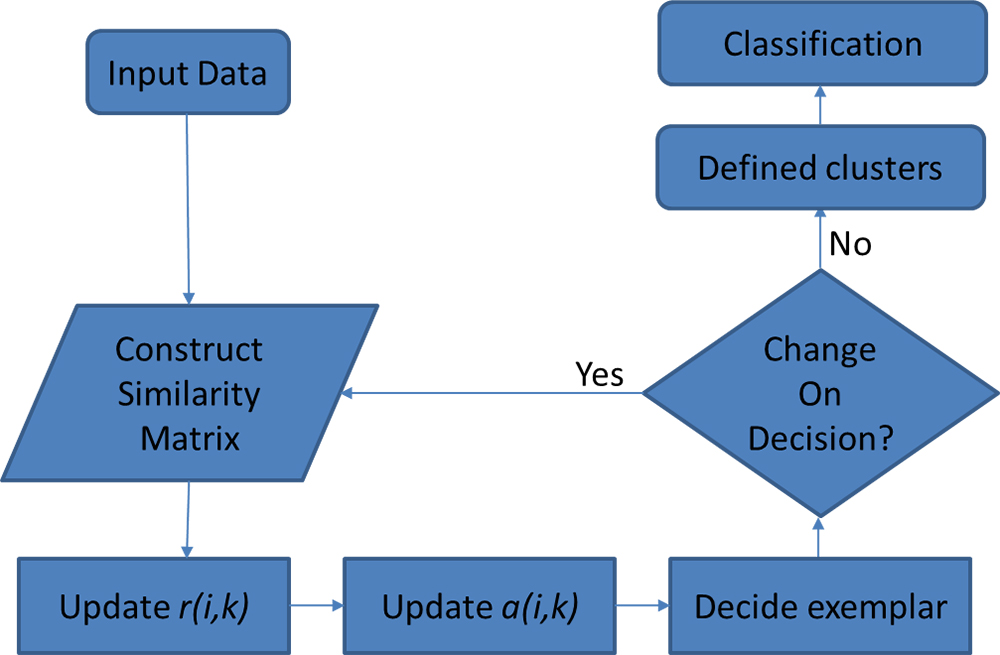 Input Data
Construct
Similarity
Matrix
Update r(i,k)
Update a(i,k)
Decide exemplar
Change
On
Decision?
Yes
No
Defined clusters
Classification